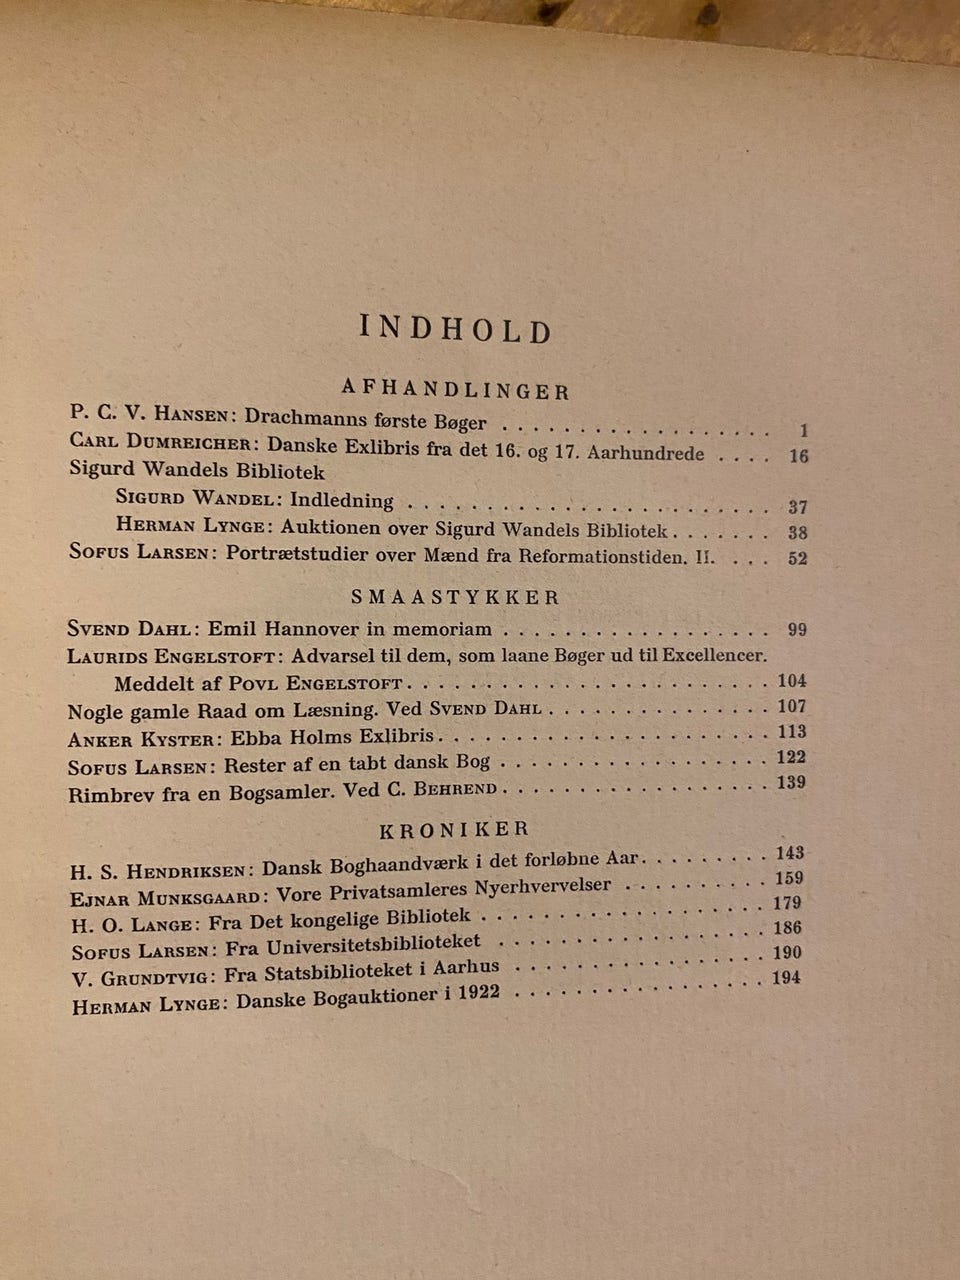 INDHOLD
AFHANDLINGER
P. C. V. HANSEN: Drachmanns første Bøger . . . . . . . . . . . . . . . . . 1
CARL DUMREICHER: Danske Exlibris fra det 16. og 17. Aarhundrede . . . . 16
Sigurd Wandels Bibliotek
SIGURD WANDEL: Indledning . . . . . . . . . . . . . . . . . . . . . . . 37
HERMAN LYNGE: Auktionen over Sigurd Wandels Bibliotek . . . . . . . 38
SOFUS LARSEN: Portrætstudier over Mænd fra Reformationstiden. II. . . . 52
SMAASTYKKER
SVEND DAHL: Emil Hannover in memoriam . . . . . . . . . . . . . . . . . 99
LAURIDS ENGELSTOFT: Advarsel til dem, som laane Bøger ud til Excellencer.
Meddelt af POVL ENGELSTOFT . . . . . . . . . . . . . . . . . . . . . . . 104
Nogle gamle Raad om Læsning. Ved SVEND DAHL . . . . . . . . . . . . . . 107
ANKER KYSTER: Ebba Holms Exlibris . . . . . . . . . . . . . . . . . . . . . 113
SOFUS LARSEN: Rester af en tabt dansk Bog . . . . . . . . . . . . . . . . . 122
Rimbrev fra en Bogsamler. Ved C. BEHREND . . . . . . . . . . . . . . . . . 139
KRONIKER
H. S. HENDRIKSEN: Dansk Boghaandværk i det forløbne Aar . . . . . . . . 143
EJNAR MUNKSGAARD: Vore Privatsamleres Nyerhvervelser . . . . . . . . . 159
H. O. LANGE: Fra Det kongelige Bibliotek . . . . . . . . . . . . . . . . . . 179
SOFUS LARSEN: Fra Universitetsbiblioteket . . . . . . . . . . . . . . . . . 186
V. GRUNDTVIG: Fra Statsbiblioteket i Aarhus . . . . . . . . . . . . . . . . 190
HERMAN LYNGE: Danske Bogauktioner i 1922 . . . . . . . . . . . . . . . . 194